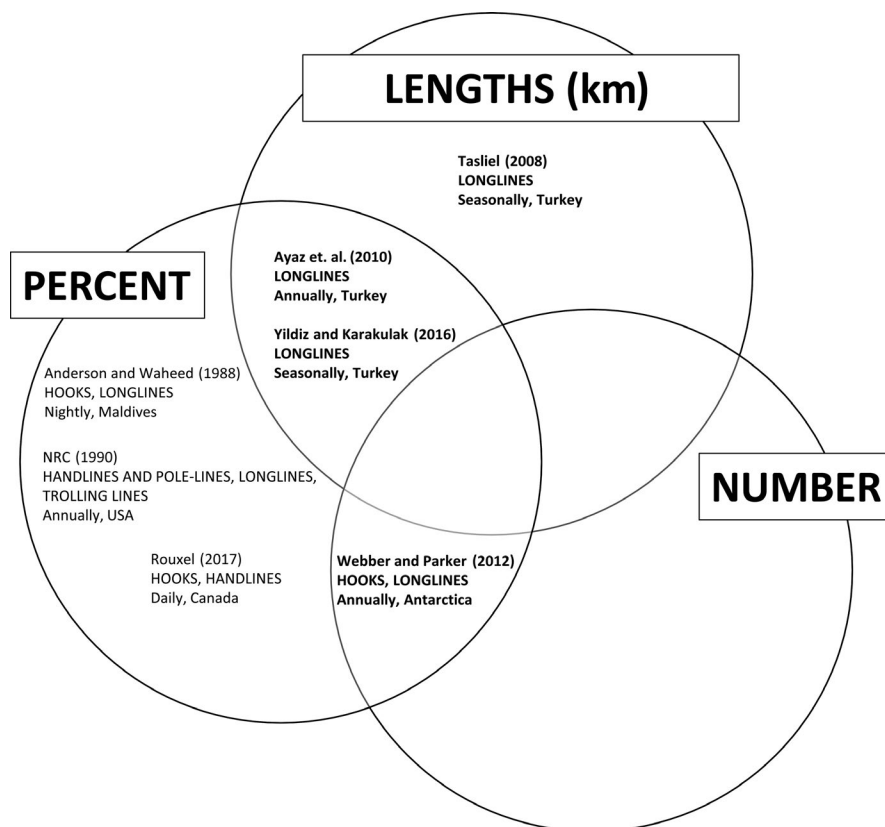 LENGTHS (km)
Tasliel (2008)
LONGLINES
Seasonally, Turkey
PERCENT
Ayaz et. al. (2010)
LONGLINES
Annually, Turkey
Yildiz and Karakulak (2016)
LONGLINES
Seasonally, Turkey
Anderson and Waheed (1988)
HOOKS, LONGLINES
Nightly, Maldives
NRC (1990)
HANDLINES AND POLE-LINES, LONGLINES,
TROLLING LINES
Annually, USA
NUMBER
Rouxel (2017)
HOOKS, HANDLINES
Daily, Canada
Webber and Parker (2012)
HOOKS, LONGLINES
Annually, Antarctica